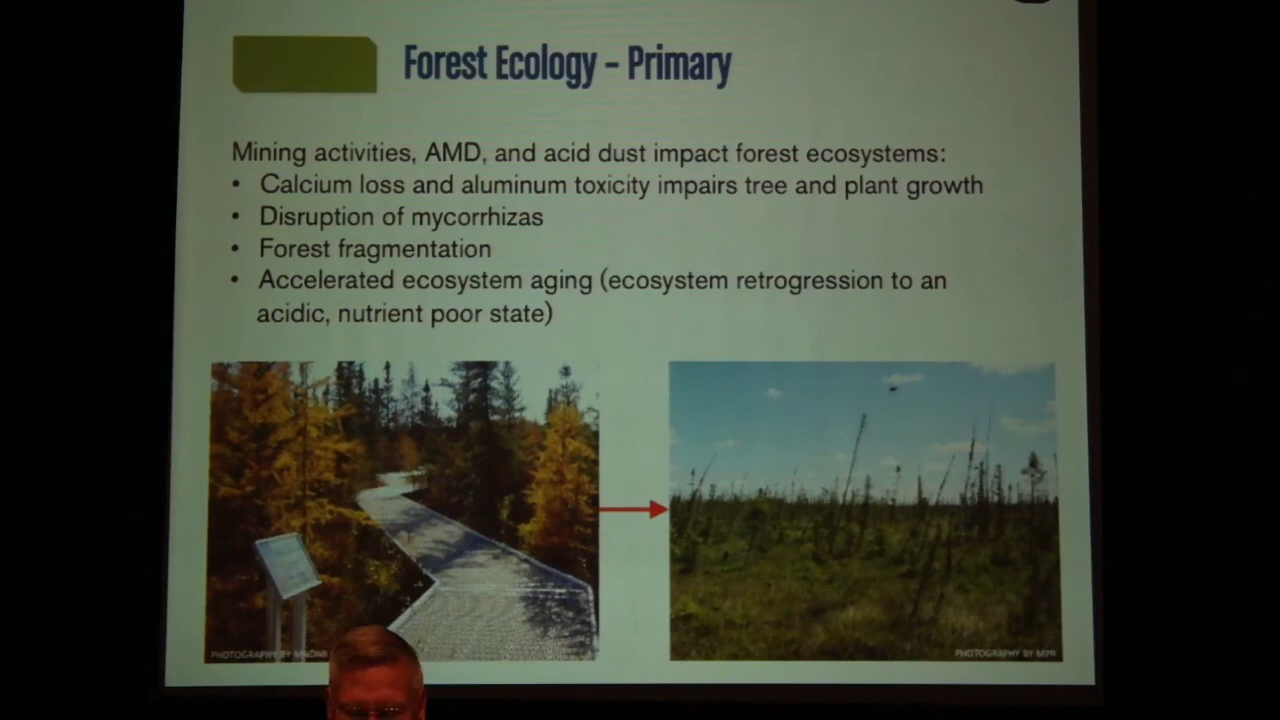 Forest Ecology – Primary
Mining activities, AMD, and acid dust impact forest ecosystems:
• Calcium loss and aluminum toxicity impairs tree and plant growth
• Disruption of mycorrhizas
• Forest fragmentation
• Accelerated ecosystem aging (ecosystem retrogression to an
acidic, nutrient poor state)
PHOTOGRAPHY BY
PHOTOGRAPHY BY